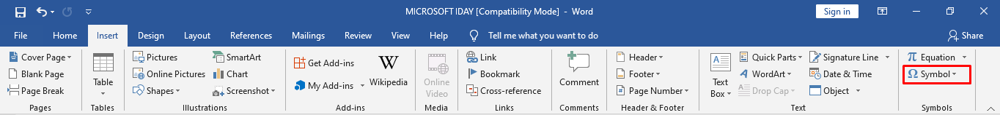 MICROSOFT IDAY [Compatibility Mode] - Word
Sign in
File Home Insert Design Layout References Mailings Review View Help Tell me what you want to do Share
Cover Page
Blank Page
Page Break
Pages
Table
Tables
Pictures
Online Pictures
Shapes
SmartArt
Chart
Screenshot
Illustrations
Get Add-ins
My Add-ins
W
Wikipedia
Add-ins
Online
Video
Media
Link
Bookmark
Cross-reference
Links
Comment
Comments
Header
Footer
Page Number
#
Header & Footer
A
Text
Box
Quick Parts
A WordArt
A Drop Cap
Signature Line
Date & Time
Object
Text
π Equation
Ω Symbol
Symbols